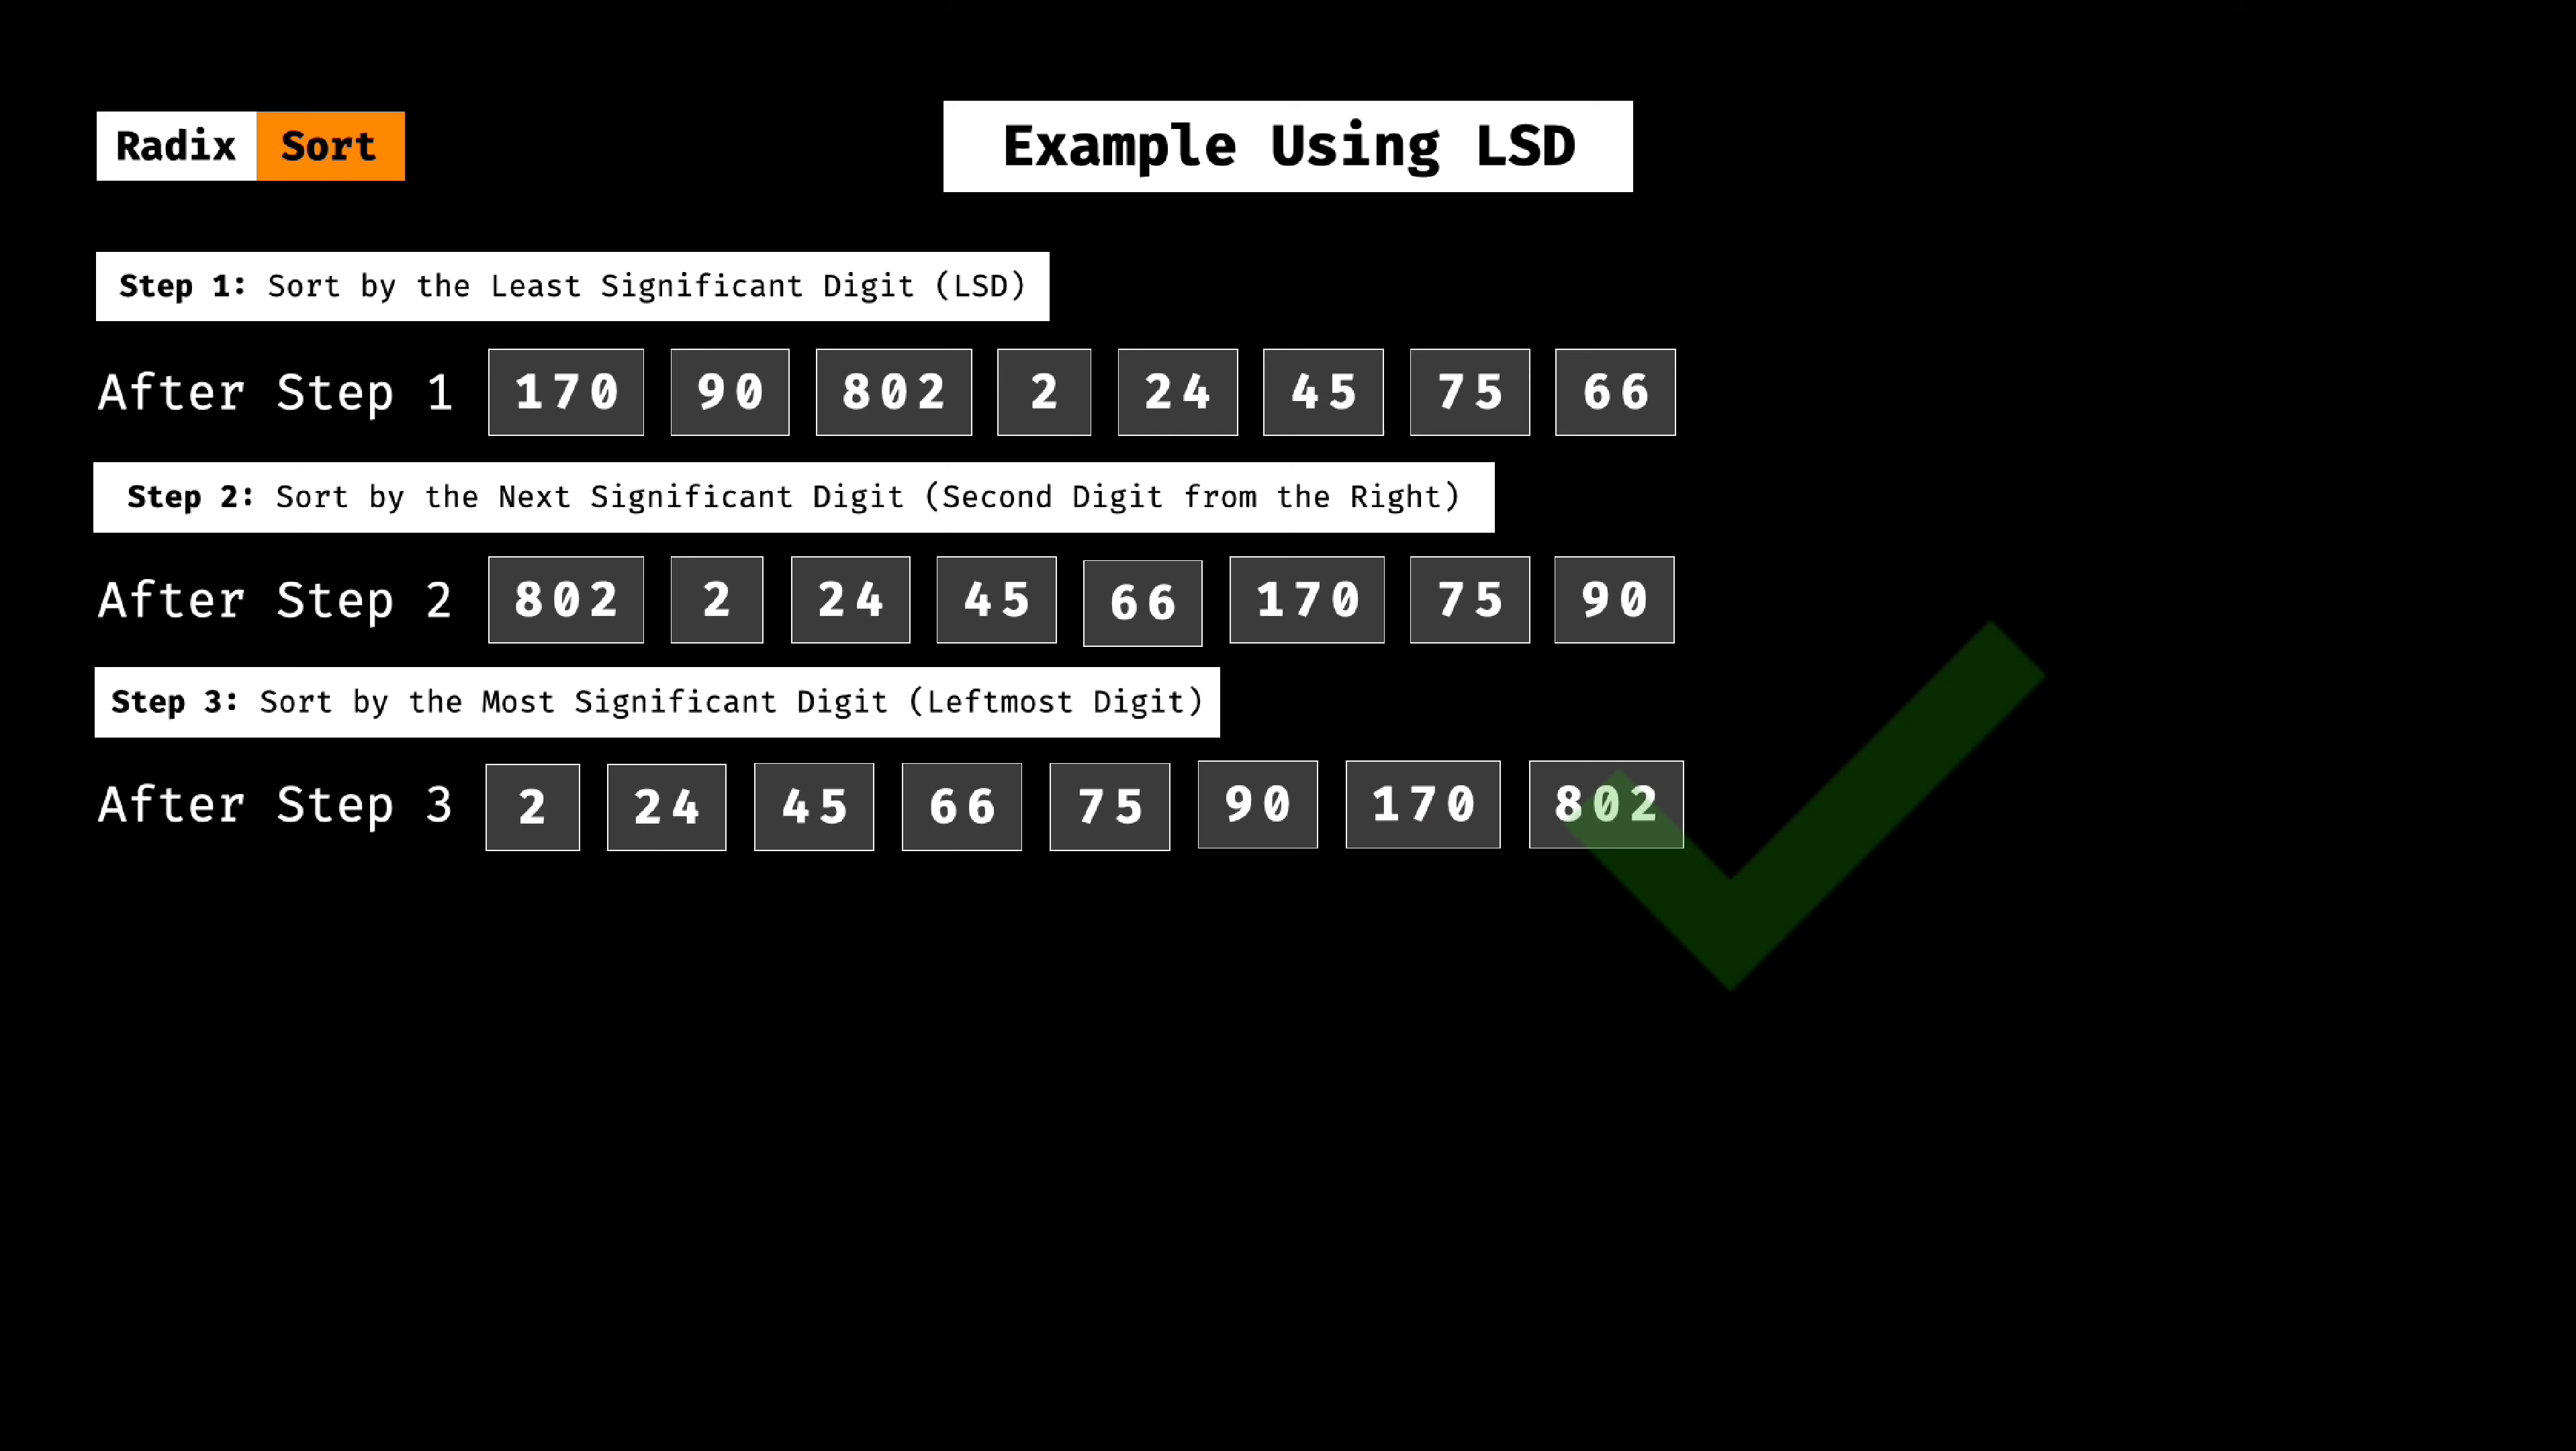 Radix Sort
Example Using LSD
Step 1: Sort by the Least Significant Digit (LSD)
After Step 1 170 90 802 2 24 45 75 66
Step 2: Sort by the Next Significant Digit (Second Digit from the Right)
After Step 2 802 2 24 45 66 170 75 90
Step 3: Sort by the Most Significant Digit (Leftmost Digit)
After Step 3 2 24 45 66 75 90 170 802